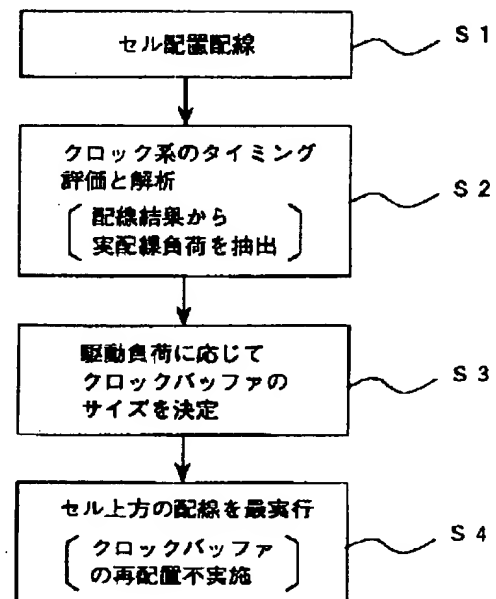 セル配置配線
S1
クロック系のタイミング
評価と解析
配線結果から
実配線負荷を抽出
S2
駆動負荷に応じて
クロックバッファの
サイズを決定
S3
セル上方の配線を最実行
クロックバッファ
の再配置不実施
S4